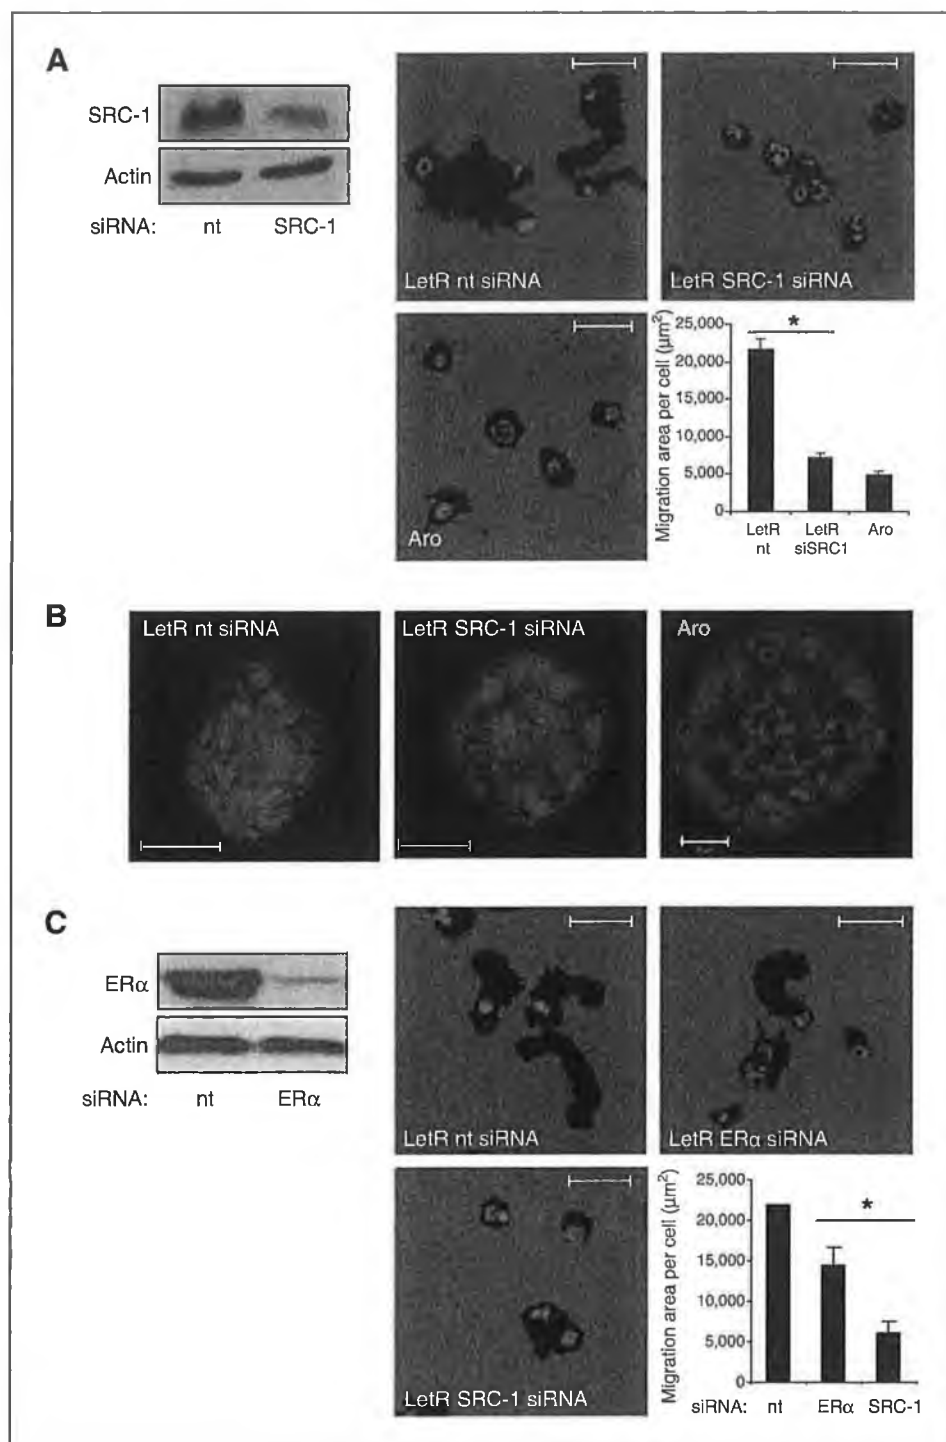 A
SRC-1
Actin
siRNA: nt SRC-1
LetR nt siRNA
LetR SRC-1 siRNA
Aro
Migration area per cell (µm²)
25,000
20,000
15,000
10,000
5,000
0
*
LetR nt
LetR siSRC1
Aro
B
LetR nt siRNA
LetR SRC-1 siRNA
Aro
C
ERα
Actin
siRNA: nt ERα
LetR nt siRNA
LetR ERα siRNA
LetR SRC-1 siRNA
Migration area per cell (µm²)
25,000
20,000
15,000
10,000
5,000
0
*
siRNA: nt ERα SRC-1